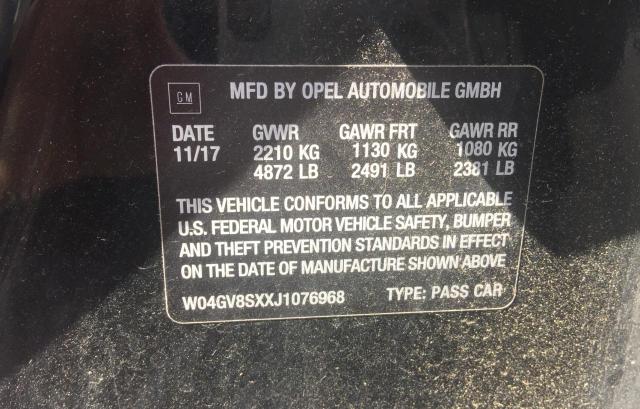 GM MFD BY OPEL AUTOMOBILE GMBH
DATE GVWR GAWR FRT GAWR RR
11/17 2210 KG 1130 KG 1080 KG
4872 LB 2491 LB 2381 LB
THIS VEHICLE CONFORMS TO ALL APPLICABLE
U.S. FEDERAL MOTOR VEHICLE SAFETY, BUMPER
AND THEFT PREVENTION STANDARDS IN EFFECT
ON THE DATE OF MANUFACTURE SHOWN ABOVE
W04GV8SXXJ1076968 TYPE: PASS CAR